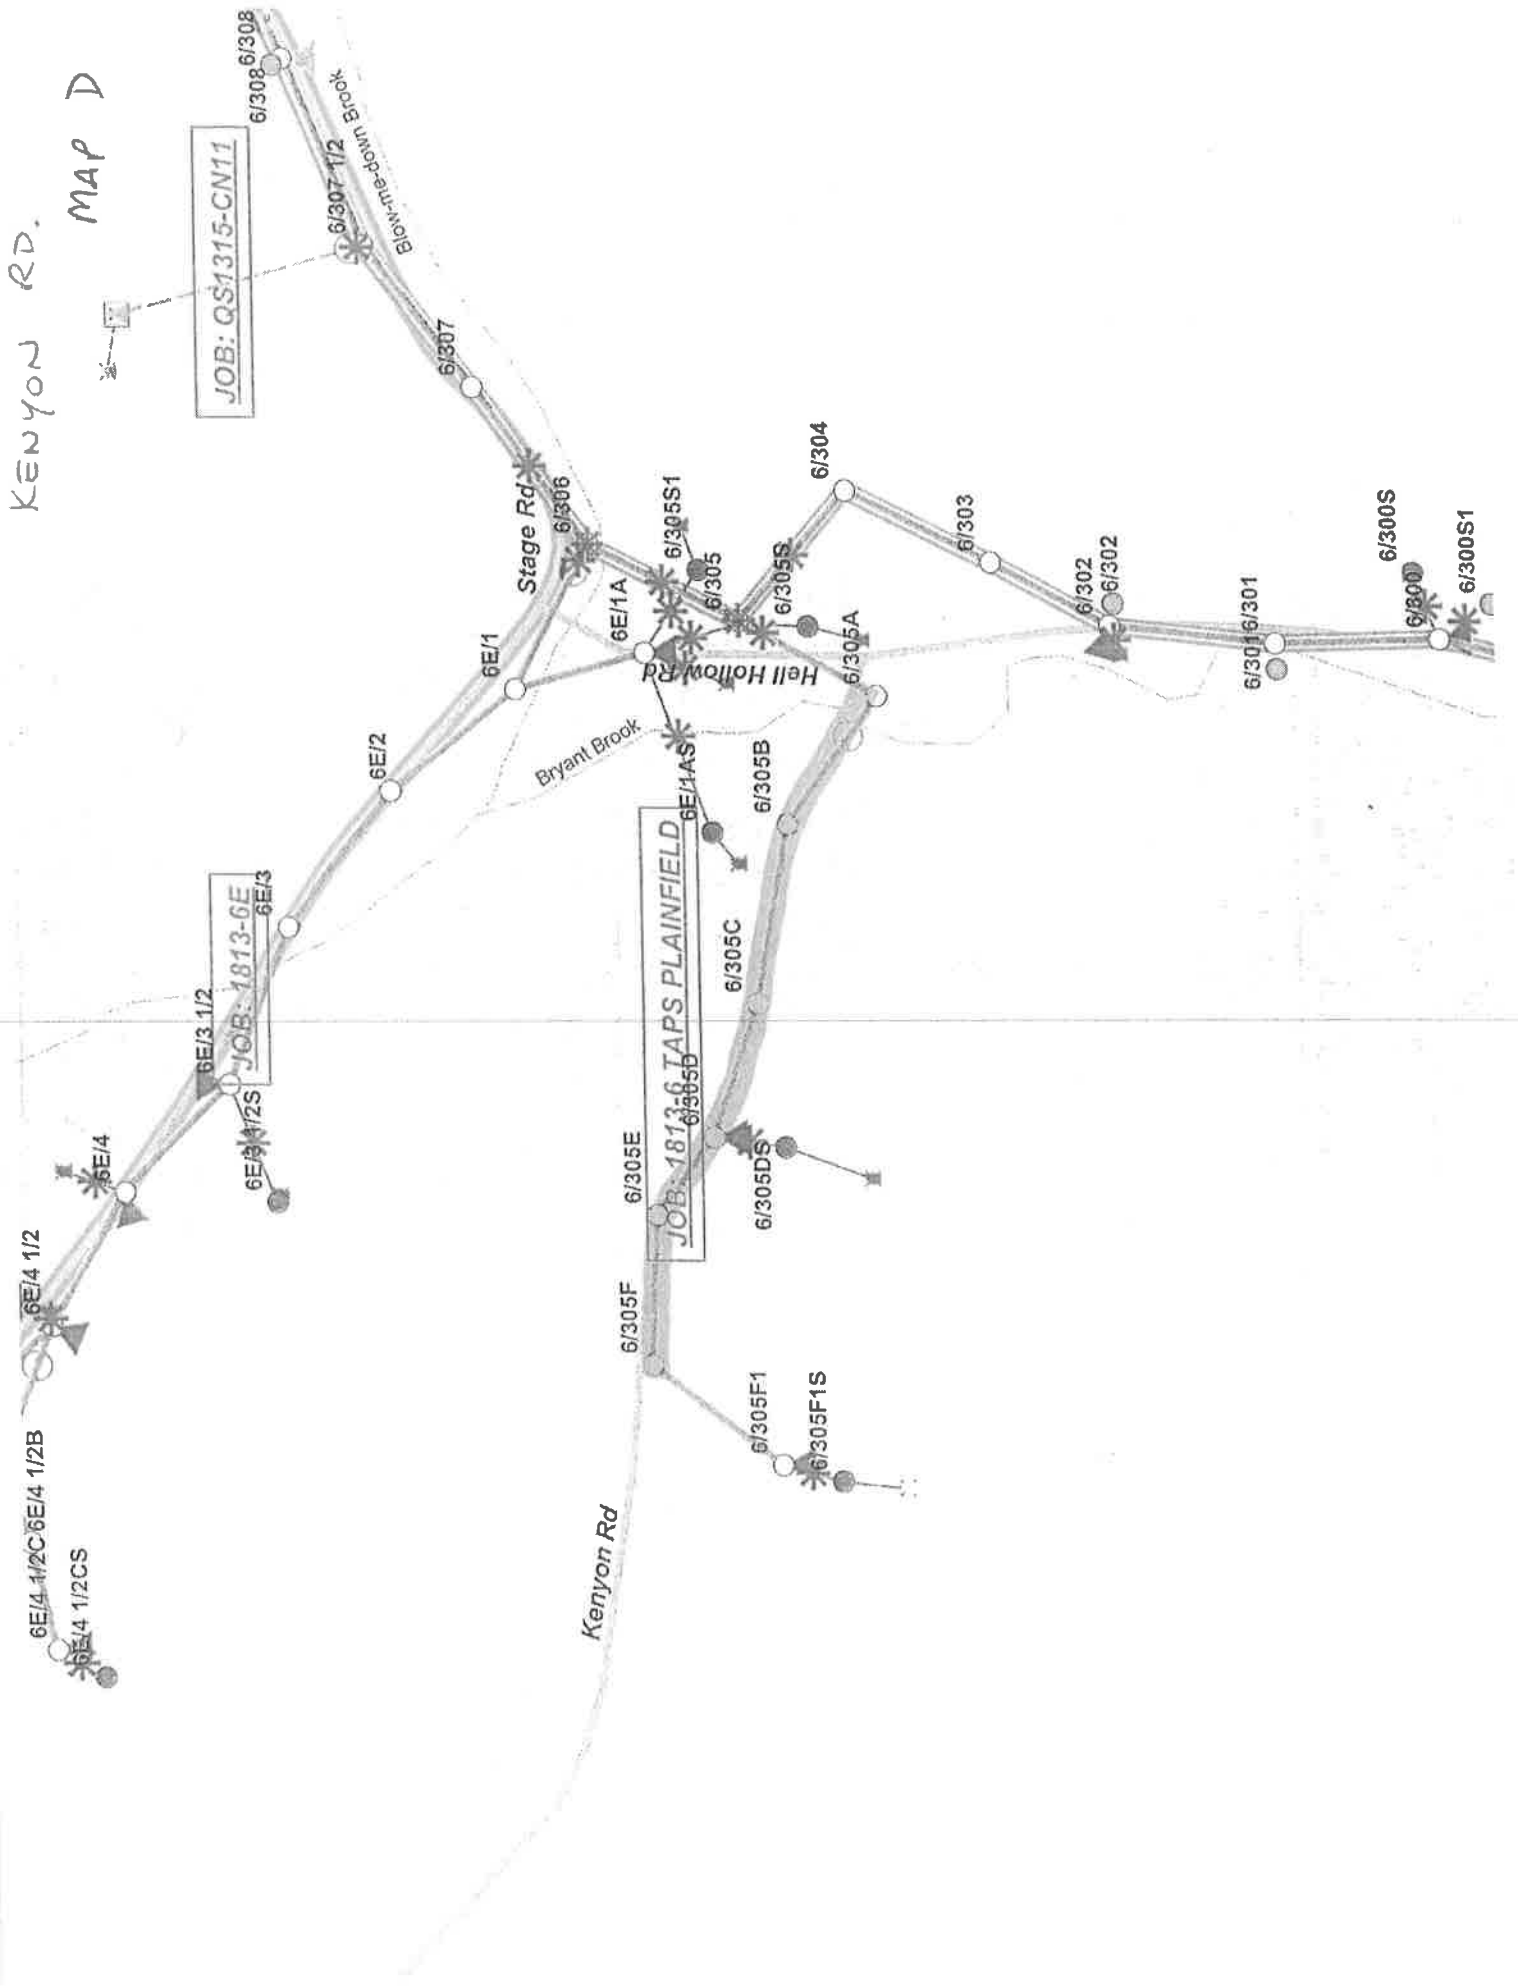 KENYON RD.
MAP D
6/308
6/308
JOB: QS1315-CN11
6/307 1/2
Blow-me-down Brook
6/307
Stage Rd
6/306
6/305S1
6/305
6/305S
6/304
6/303
6/302
6/302
6/301
6/301
6/300S
6/300
6/300S1
6E/1A
6E/1
Hell Hollow Rd
6/305A
6E/2
Bryant Brook
6E/1AS
6/305B
6E/3
JOB: 1813-6E
6E/3 1/2
6E/3 1/2S
JOB: 1813-6 TAPS PLAINFIELD
6/305C
6/305D
6/305DS
6/305E
6/305F
6E/4
6E/4 1/2
6/305F1
6/305F1S
6E/4 1/2B
6E/4 1/2C
6E/4 1/2CS
Kenyon Rd